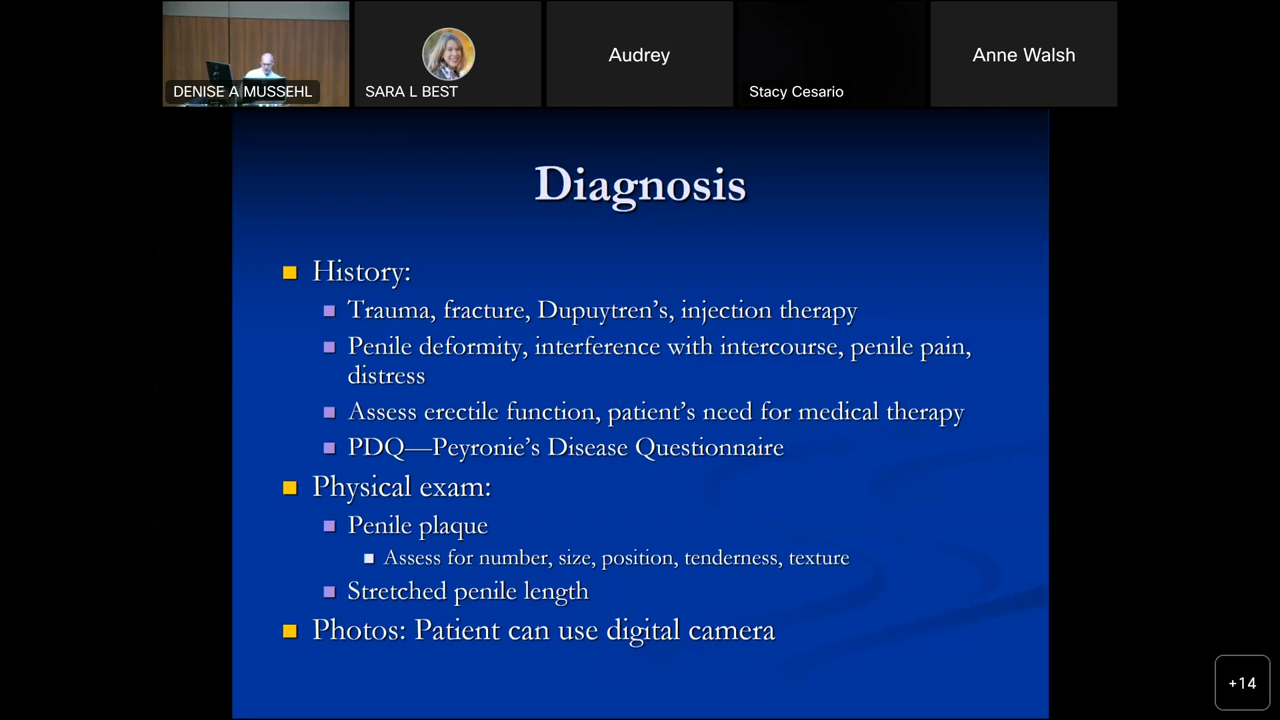 DENISE A MUSSEHL
SARA L BEST
Audrey
Stacy Cesario
Anne Walsh
Diagnosis
History:
Trauma, fracture, Dupuytren's, injection therapy
Penile deformity, interference with intercourse, penile pain,
distress
Assess erectile function, patient's need for medical therapy
PDQ—Peyronie's Disease Questionnaire
Physical exam:
Penile plaque
Assess for number, size, position, tenderness, texture
Stretched penile length
Photos: Patient can use digital camera
+14